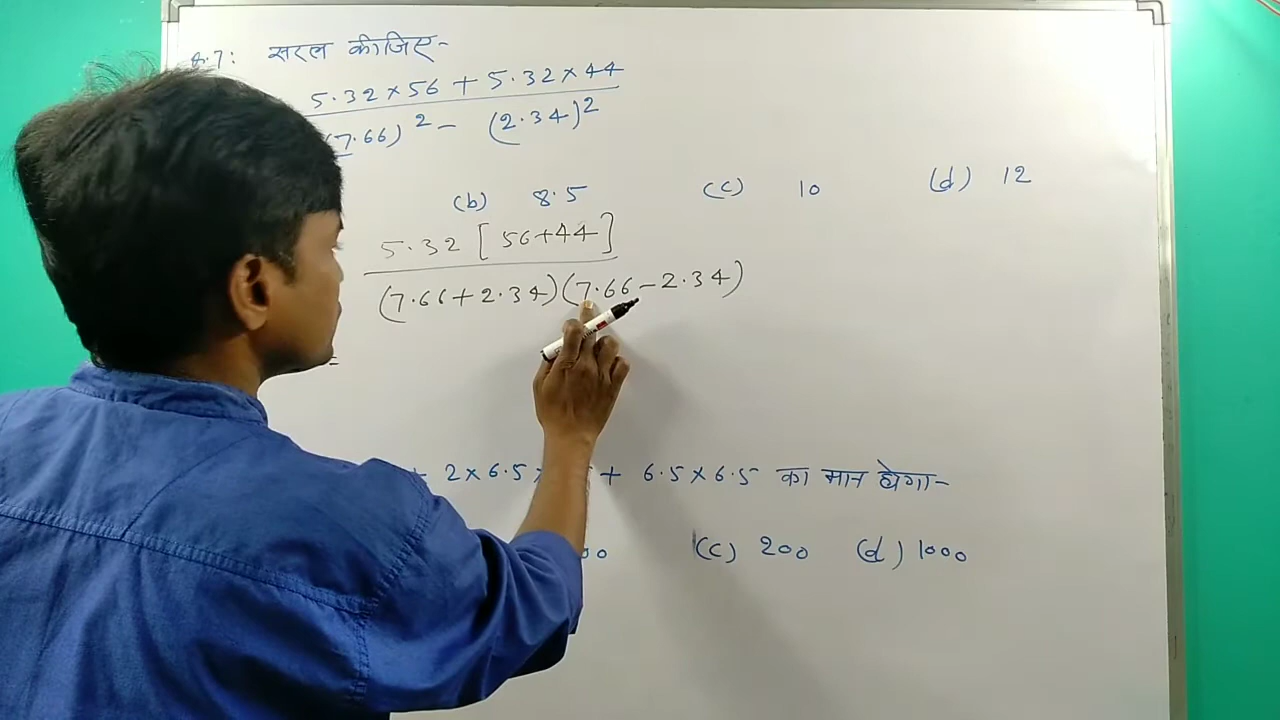 8.7: सरल कीजिए-
5.32×56 + 5.32×44
(7.66)² - (2.34)²
(b) 8.5 (c) 10 (d) 12
5.32 [56+44]
(7.66+2.34)(7.66-2.34)
=
+ 2×6.5× + 6.5×6.5 का मान होगा-
(c) 200 (d) 1000